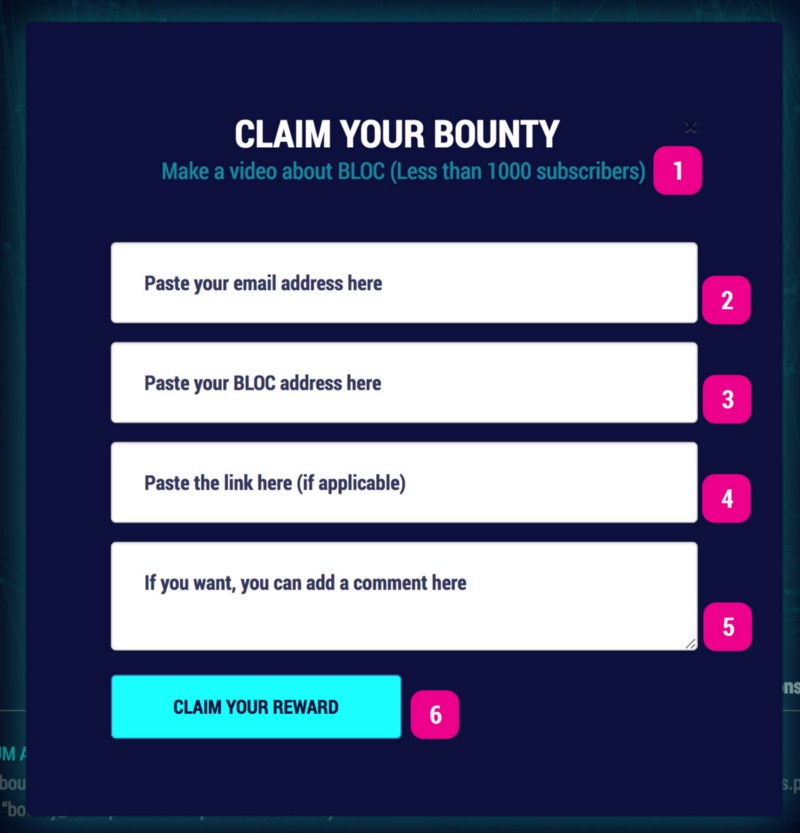 CLAIM YOUR BOUNTY
Make a video about BLOC (Less than 1000 subscribers)
1
Paste your email address here
2
Paste your BLOC address here
3
Paste the link here (if applicable)
4
If you want, you can add a comment here
5
CLAIM YOUR REWARD
6